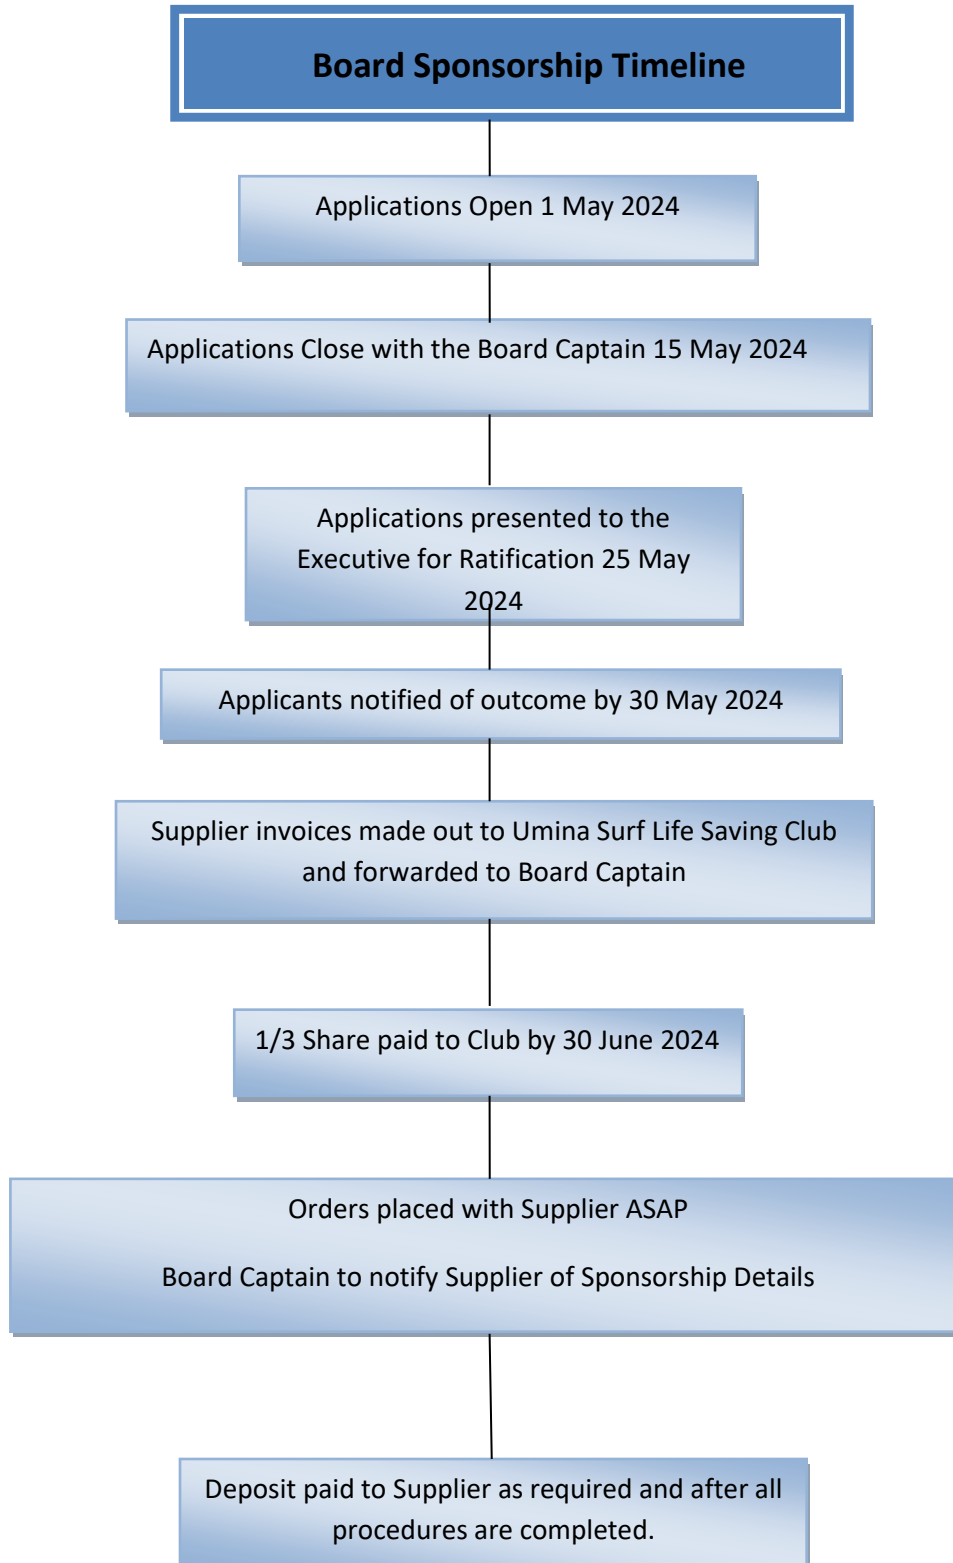 Board Sponsorship Timeline
Applications Open 1 May 2024
Applications Close with the Board Captain 15 May 2024
Applications presented to the
Executive for Ratification 25 May
2024
Applicants notified of outcome by 30 May 2024
Supplier invoices made out to Umina Surf Life Saving Club
and forwarded to Board Captain
1/3 Share paid to Club by 30 June 2024
Orders placed with Supplier ASAP
Board Captain to notify Supplier of Sponsorship Details
Deposit paid to Supplier as required and after all
procedures are completed.